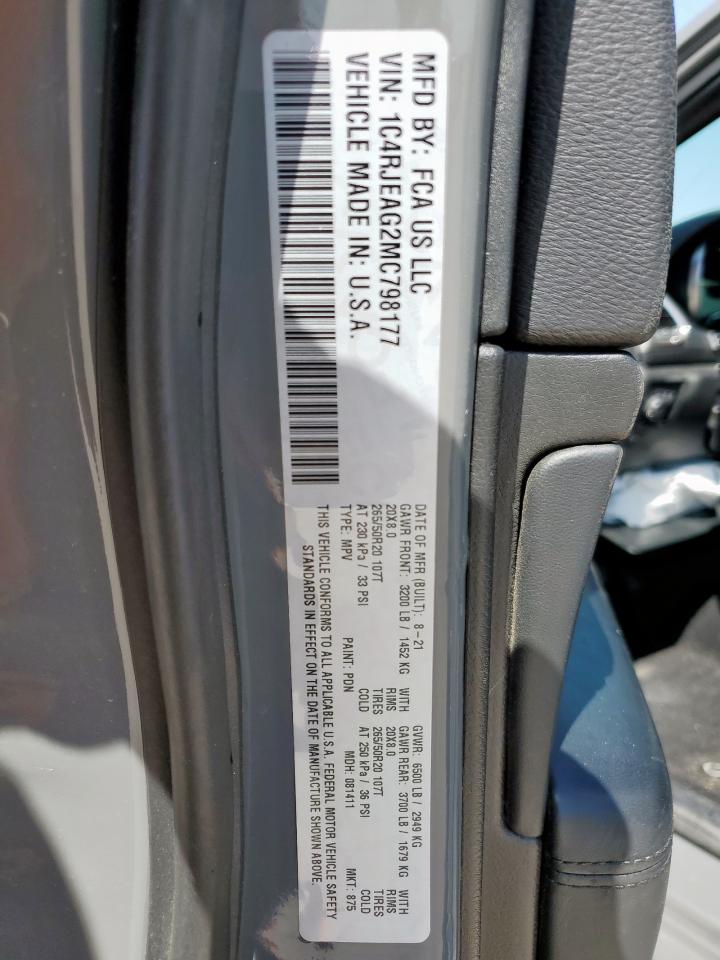 MFD BY: FCA US LLC
VIN: 1C4RJEAG2MC798177
VEHICLE MADE IN: U.S.A.
DATE OF MFR (BUILT): 8-21 GVWR: 6500 LB / 2949 KG
GAWR FRONT: 3200 LB / 1452 KG WITH GAWR REAR: 3700 LB / 1679 KG WITH
20X8.0 RIMS 20X8.0 RIMS
265/50R20 107T TIRES 265/50R20 107T TIRES
AT 230 kPa / 33 PSI COLD AT 250 kPa / 36 PSI COLD
TYPE: MPV PAINT: PDN MDH: 081411 MKT: 875
THIS VEHICLE CONFORMS TO ALL APPLICABLE U.S.A. FEDERAL MOTOR VEHICLE SAFETY
STANDARDS IN EFFECT ON THE DATE OF MANUFACTURE SHOWN ABOVE.